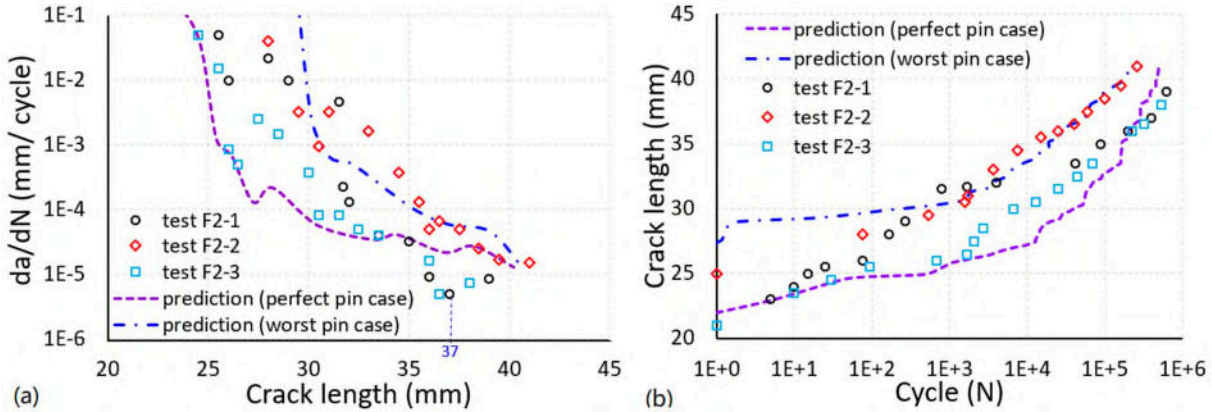 da/dN (mm/ cycle)
1E-1
1E-2
1E-3
1E-4
1E-5
1E-6
test F2-1
test F2-2
test F2-3
prediction (perfect pin case)
prediction (worst pin case)
37
20 25 30 35 40 45
(a) Crack length (mm)
Crack length (mm)
45
40
35
30
25
20
prediction (perfect pin case)
prediction (worst pin case)
test F2-1
test F2-2
test F2-3
1E+0 1E+1 1E+2 1E+3 1E+4 1E+5 1E+6
(b) Cycle (N)